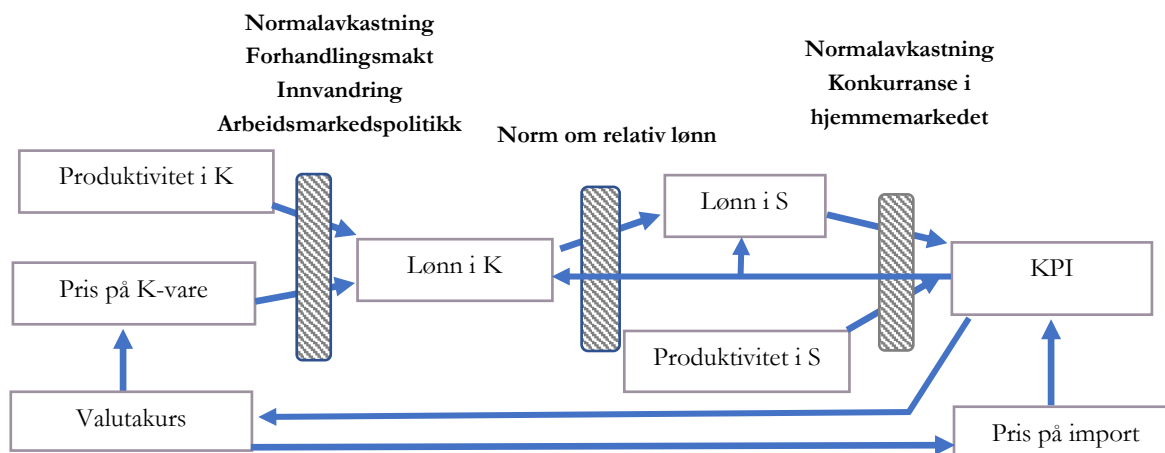 Normalavkastning
Forhandlingsmakt
Innvandring
Arbeidsmarkedspolitikk
Normalavkastning
Konkurranse i
hjemmemarkedet
Norm om relativ lønn
Produktivitet i K
Lønn i S
Lønn i K
KPI
Pris på K-vare
Produktivitet i S
Valutakurs
Pris på import